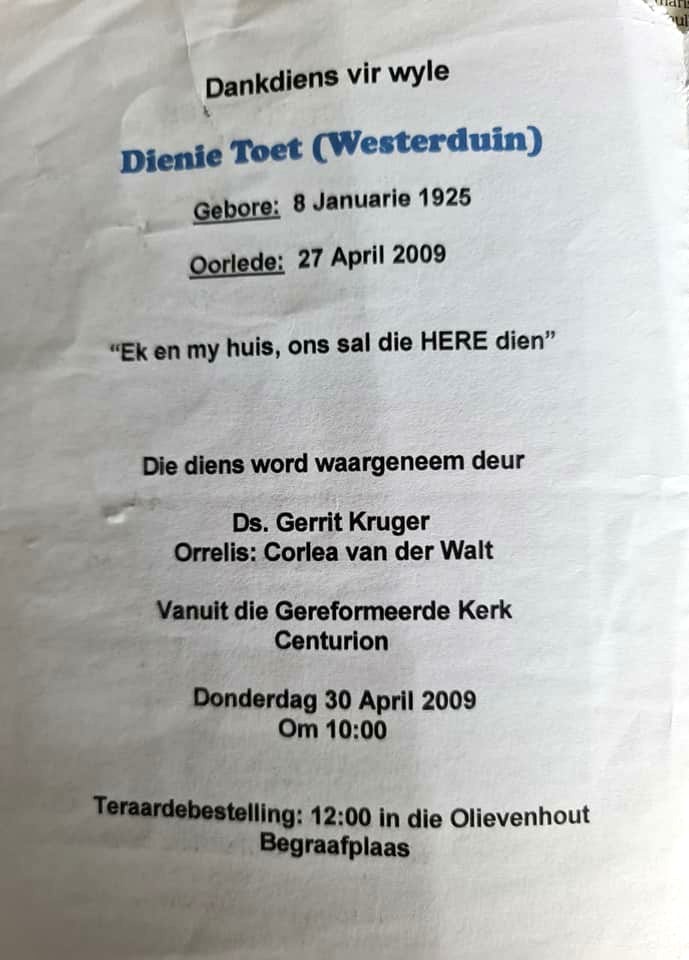 Dankdiens vir wyle
Dienie Toet (Westerduin)
Gebore: 8 Januarie 1925
Oorlede: 27 April 2009
“Ek en my huis, ons sal die HERE dien”
Die diens word waargeneem deur
Ds. Gerrit Kruger
Orrelis: Corlea van der Walt
Vanuit die Gereformeerde Kerk
Centurion
Donderdag 30 April 2009
Om 10:00
Teraardebestelling: 12:00 in die Olievenhout
Begraafplaas